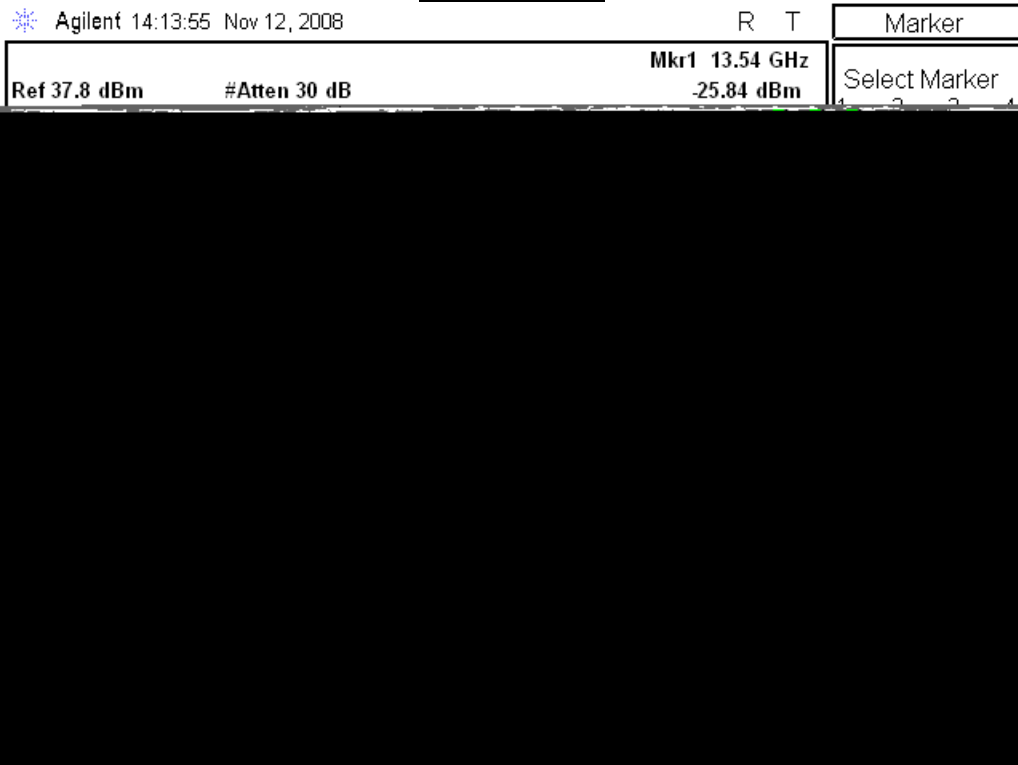 Agilent 14:13:55 Nov 12, 2008 R T
Marker
Mkr1 13.54 GHz
Ref 37.8 dBm #Atten 30 dB -25.84 dBm
Select Marker